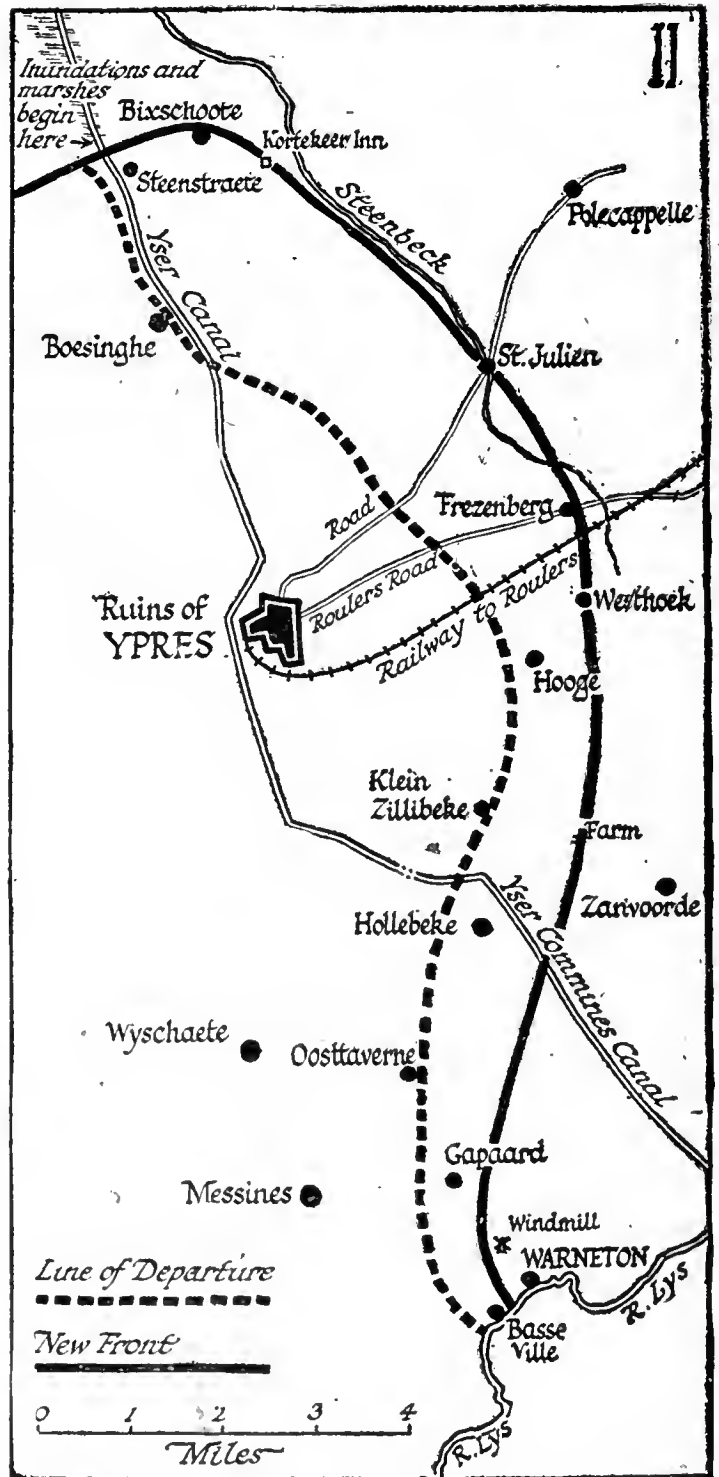 II
Inundations and
marshes
begin
here
Bixschoote
Kortekeer Inn
Steenstraete
Steenbeck
Polecappelle
Yser Canal
Boesinghe
St. Julien
Road
Frezenberg
Roulers Road
Railway to Roulers
Westhoek
Ruins of
YPRES
Hooge
Klein
Zillibeke
Farm
Zanvoorde
Hollebeke
Yser Commines Canal
Wyschaete
Oosttaverne
Gapaard
Messines
Windmill
WARNETON
R. Lys
Line of Departure
New Front
Basse
Ville
0 1 2 3 4
Miles
R. Lys